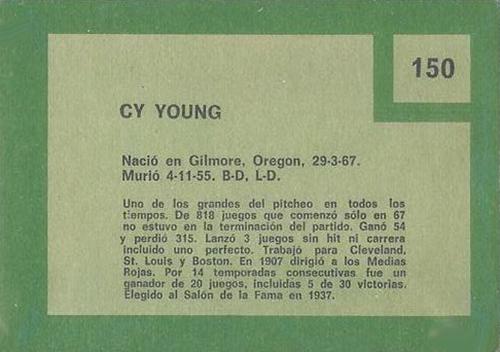 150
CY YOUNG
Nació en Gilmore, Oregon, 29-3-67.
Murió 4-11-55. B-D, L-D.
Uno de los grandes del pitcheo en todos los
tiempos. De 818 juegos que comenzó sólo en 67
no estuvo en la terminación del partido. Ganó 54
y perdió 315. Lanzó 3 juegos sin hit ni carrera
incluido uno perfecto. Trabajó para Cleveland,
St. Louis y Boston. En 1907 dirigió a los Medias
Rojas. Por 14 temporadas consecutivas fue un
ganador de 20 juegos, incluidas 5 de 30 victorias.
Elegido al Salón de la Fama en 1937.